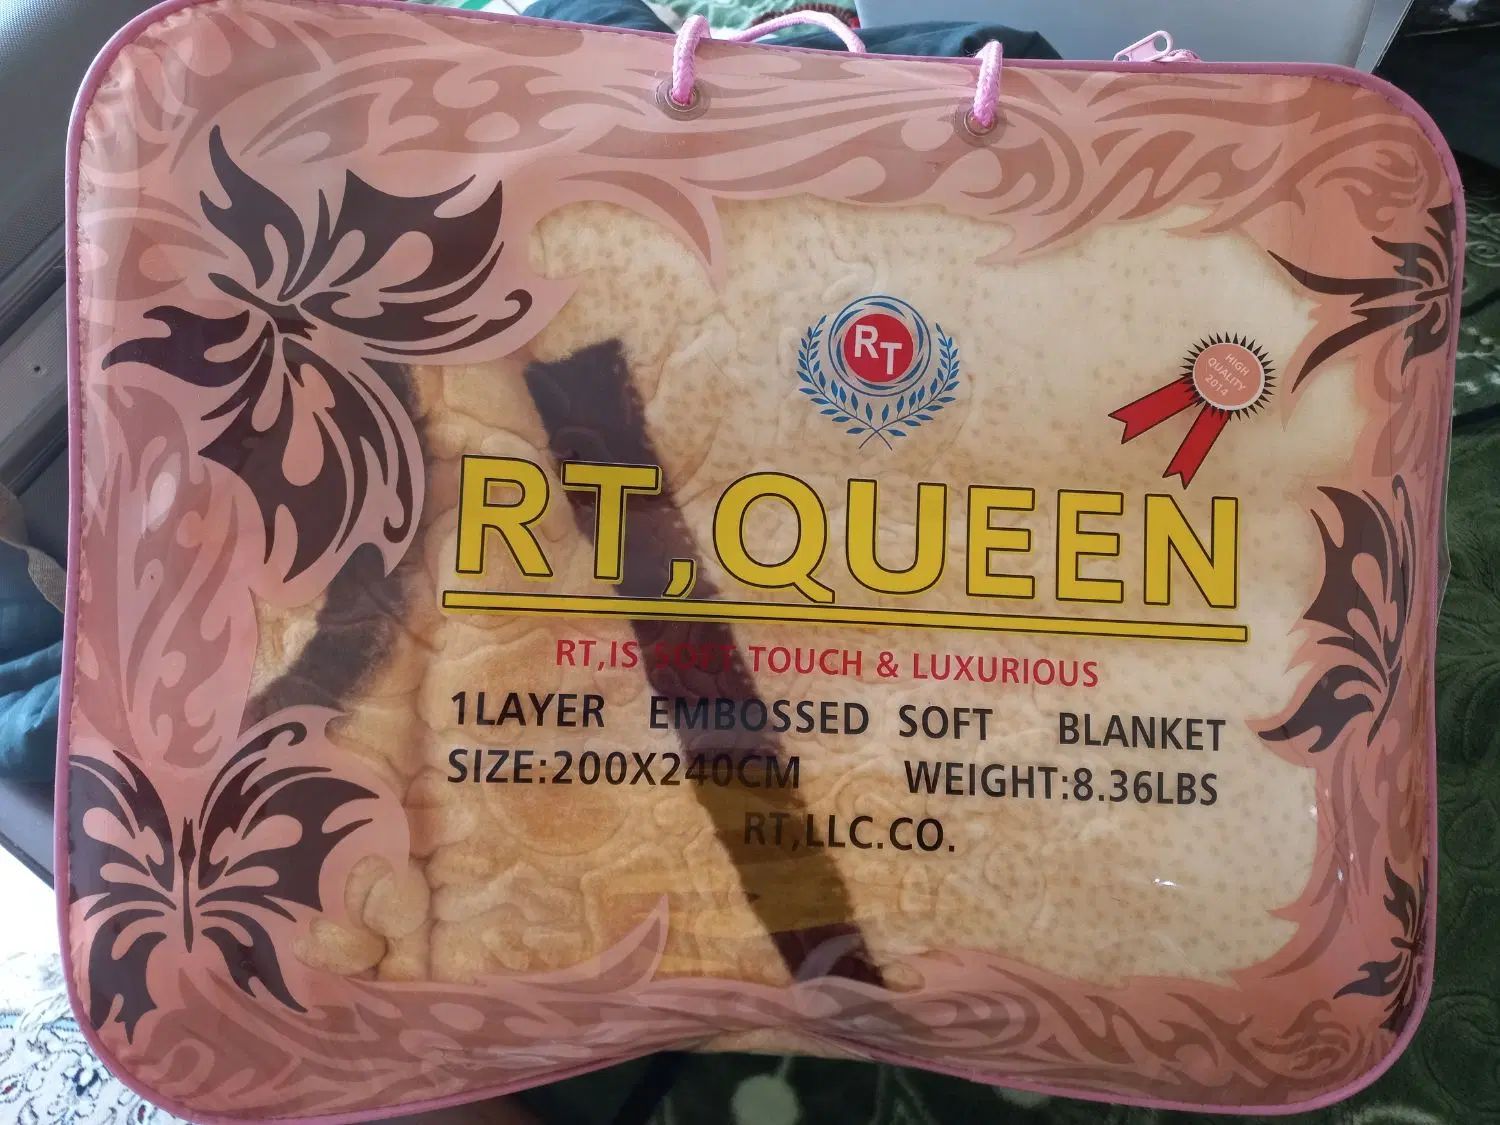 RT
HIGH
QUALITY
2014
RT,QUEEN
RT,IS SOFT TOUCH & LUXURIOUS
1LAYER EMBOSSED SOFT BLANKET
SIZE:200X240CM WEIGHT:8.36LBS
RT,LLC.CO.